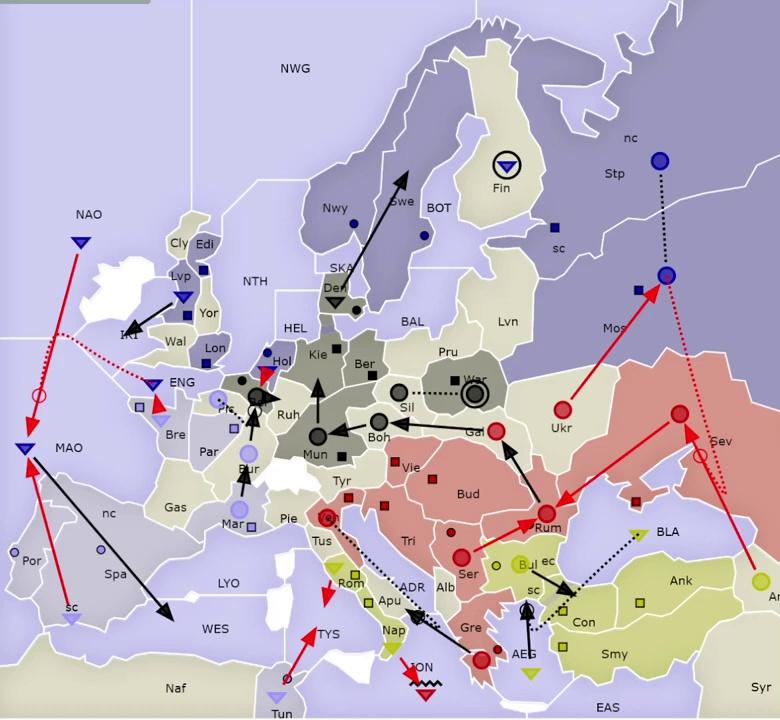 NWG
nc
Stp
Fin
NAO
Swe
Nwy
BOT
Cly
Edi
sc
SKA
Lvp
Den
NTH
Yor
Lvn
IRI
HEL
BAL
Mos
Wal
Lon
Kie
Pru
Hol
Ber
ENG
War
Sil
Bre
Ruh
Ukr
Par
Boh
Gal
Sev
MAO
Mun
Bur
Vie
Tyr
Bud
Gas
nc
Mar
Pie
Ven
Rum
BLA
Por
Tus
Tri
Spa
Ser
Bul
ec
LYO
ADR
Alb
Ank
Rom
sc
sc
Apu
Con
WES
TYS
Nap
Gre
AEG
Smy
ION
Naf
Syr
EAS
Tun